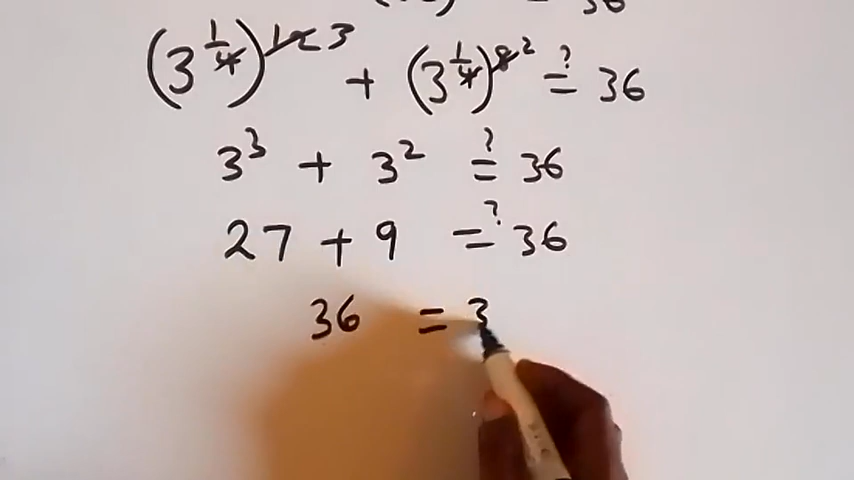 = 36
(3^(1/4))^12 3 + (3^(1/4))^8 2 ?= 36
3^3 + 3^2 ?= 36
27 + 9 =? 36
36 = 3